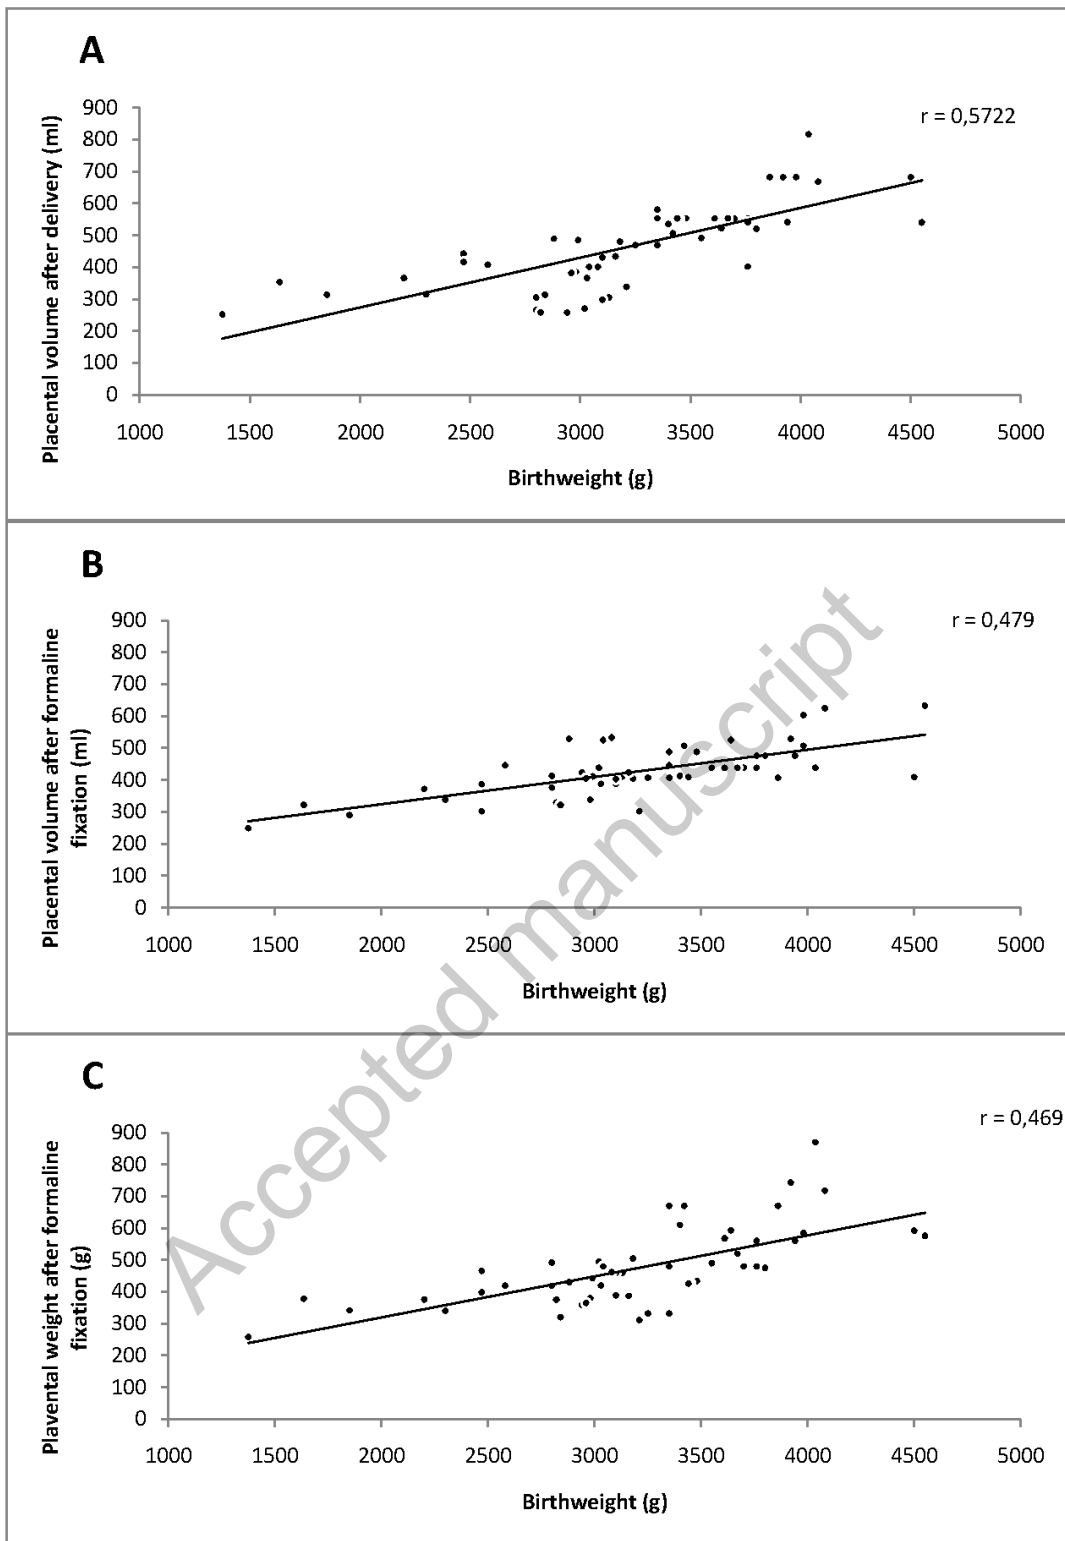 A
r = 0,5722
Placental volume after delivery (ml)
900
800
700
600
500
400
300
200
100
0
1000 1500 2000 2500 3000 3500 4000 4500 5000
Birthweight (g)
B
r = 0,479
Placental volume after formaline
fixation (ml)
900
800
700
600
500
400
300
200
100
0
1000 1500 2000 2500 3000 3500 4000 4500 5000
Birthweight (g)
C
r = 0,469
Plavental weight after formaline
fixation (g)
900
800
700
600
500
400
300
200
100
0
1000 1500 2000 2500 3000 3500 4000 4500 5000
Birthweight (g)
Accepted manuscript